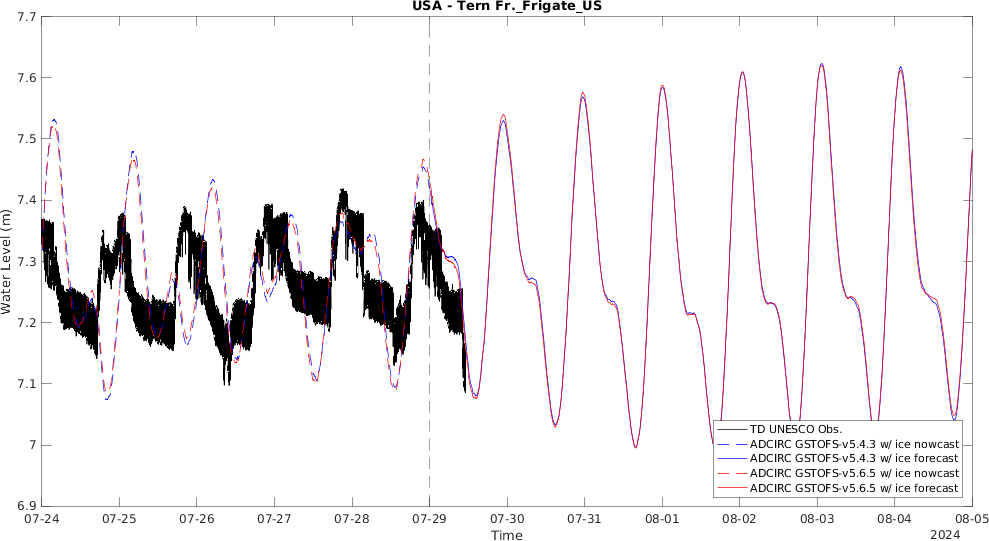 USA - Tern Fr._Frigate_US
7.7
7.6
7.5
7.4
7.3
7.2
7.1
7
6.9
Water Level (m)
TD UNESCO Obs.
ADCIRC GSTOFS-v5.4.3 w/ ice nowcast
ADCIRC GSTOFS-v5.4.3 w/ ice forecast
ADCIRC GSTOFS-v5.6.5 w/ ice nowcast
ADCIRC GSTOFS-v5.6.5 w/ ice forecast
07-24 07-25 07-26 07-27 07-28 07-29 07-30 07-31 08-01 08-02 08-03 08-04 08-05
Time 2024